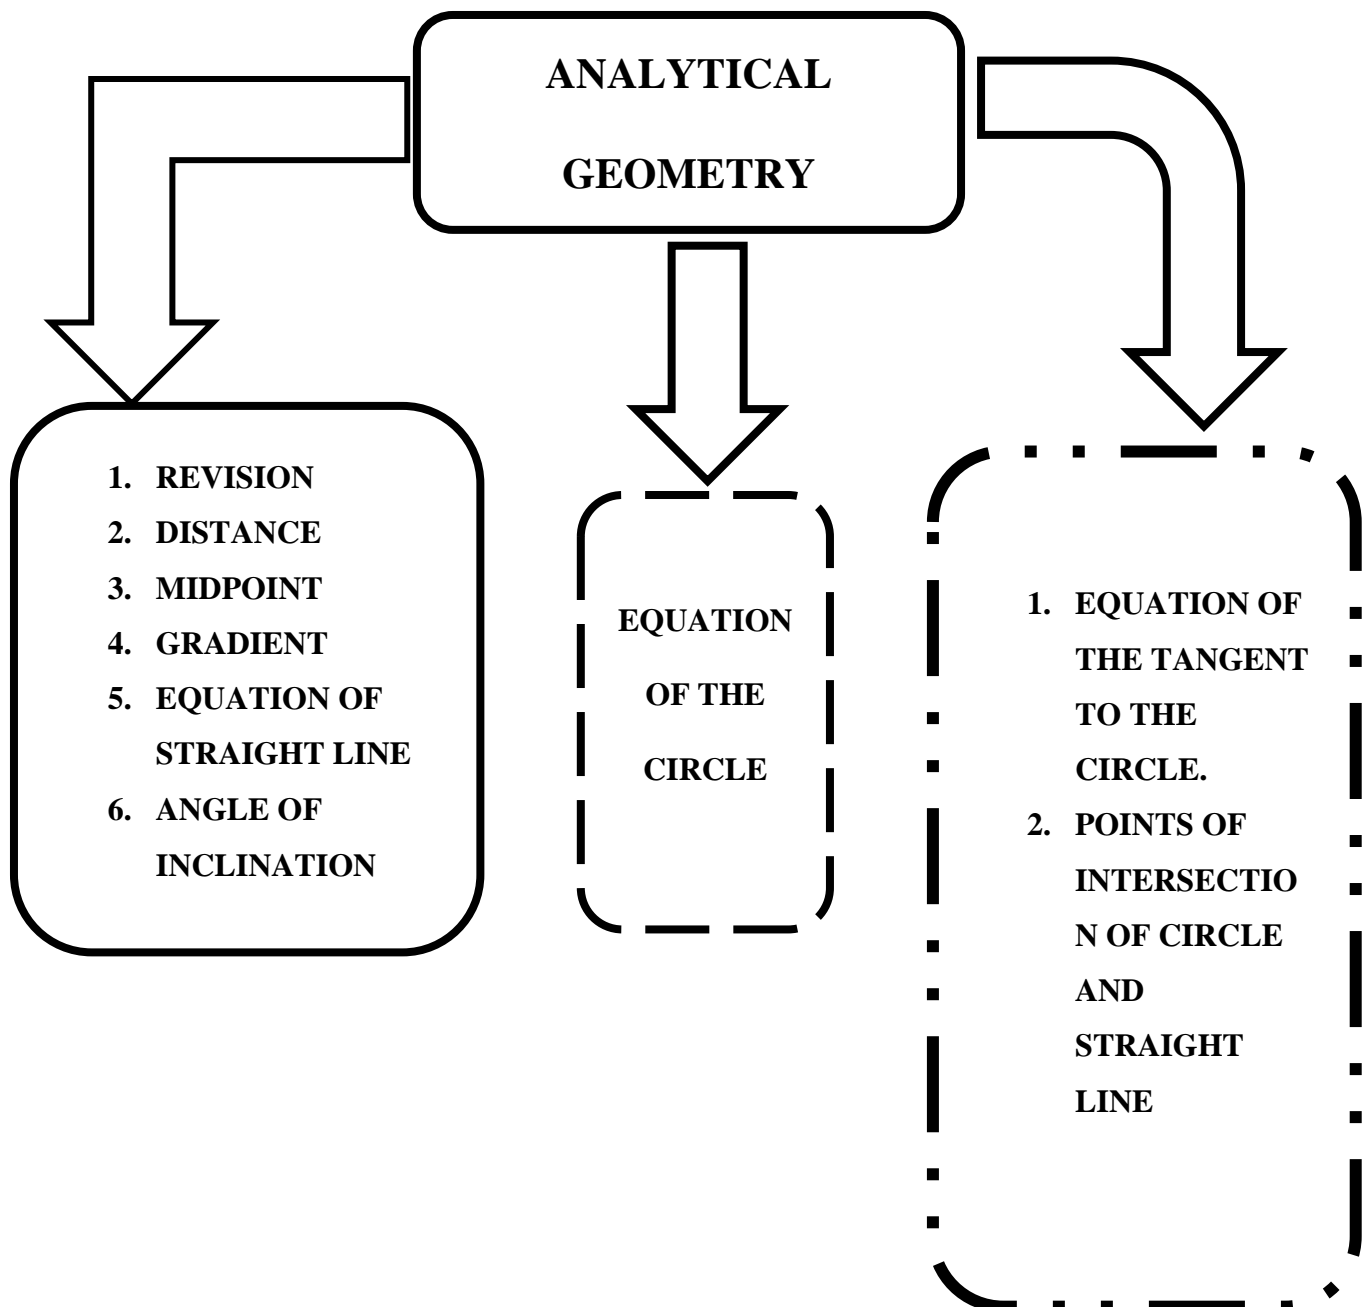 ANALYTICAL
GEOMETRY
1. REVISION
2. DISTANCE
3. MIDPOINT
4. GRADIENT
5. EQUATION OF
STRAIGHT LINE
6. ANGLE OF
INCLINATION
EQUATION
OF THE
CIRCLE
1. EQUATION OF
THE TANGENT
TO THE
CIRCLE.
2. POINTS OF
INTERSECTIO
N OF CIRCLE
AND
STRAIGHT
LINE